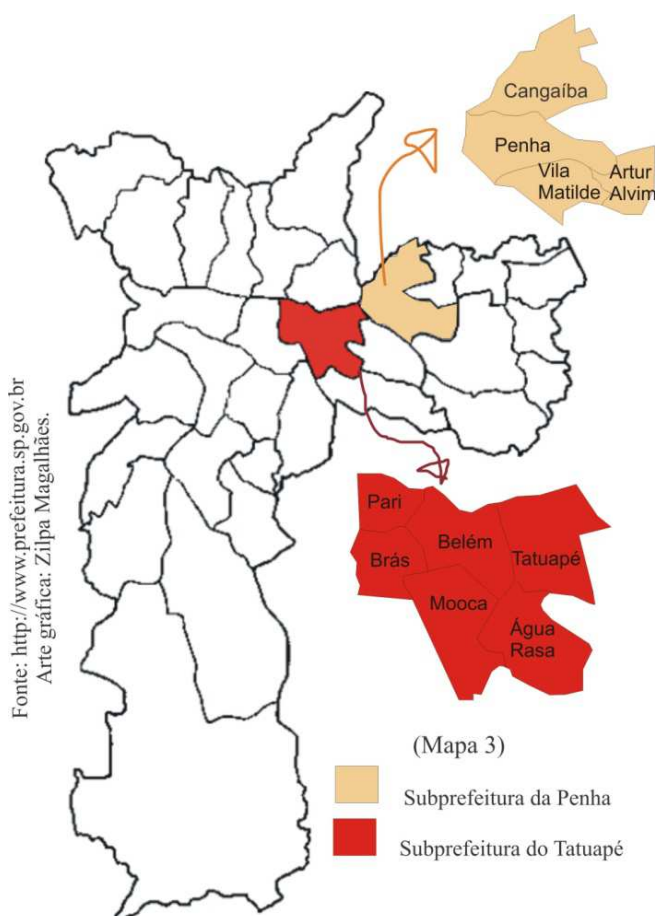 Cangaíba
Penha
Vila
Matilde
Artur
Alvim
Fonte: http://www.prefeitura.sp.gov.br
Arte gráfica: Zilpa Magalhães.
Pari
Brás
Belém
Tatuapé
Mooca
Água
Rasa
(Mapa 3)
Subprefeitura da Penha
Subprefeitura do Tatuapé